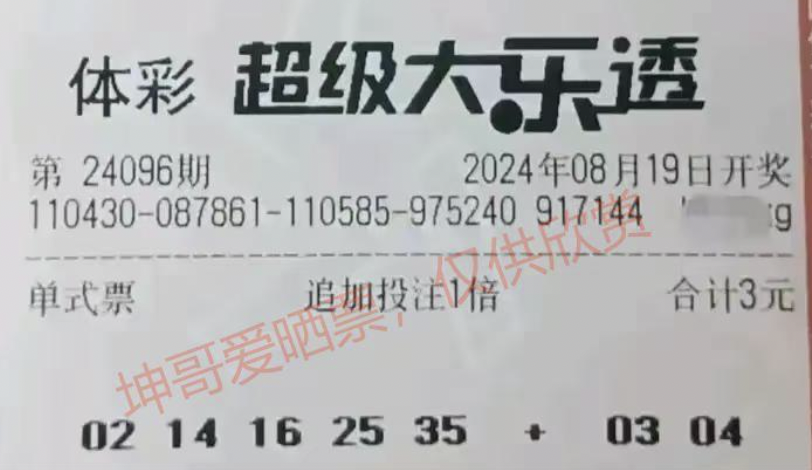 体彩 超级大乐透
第 24096期 2024年08月19日开奖
110430-087861-110585-975240 917144 g
单式票 追加投注1倍 合计3元
坤哥爱晒票，仅供欣赏
02 14 16 25 35 + 03 04